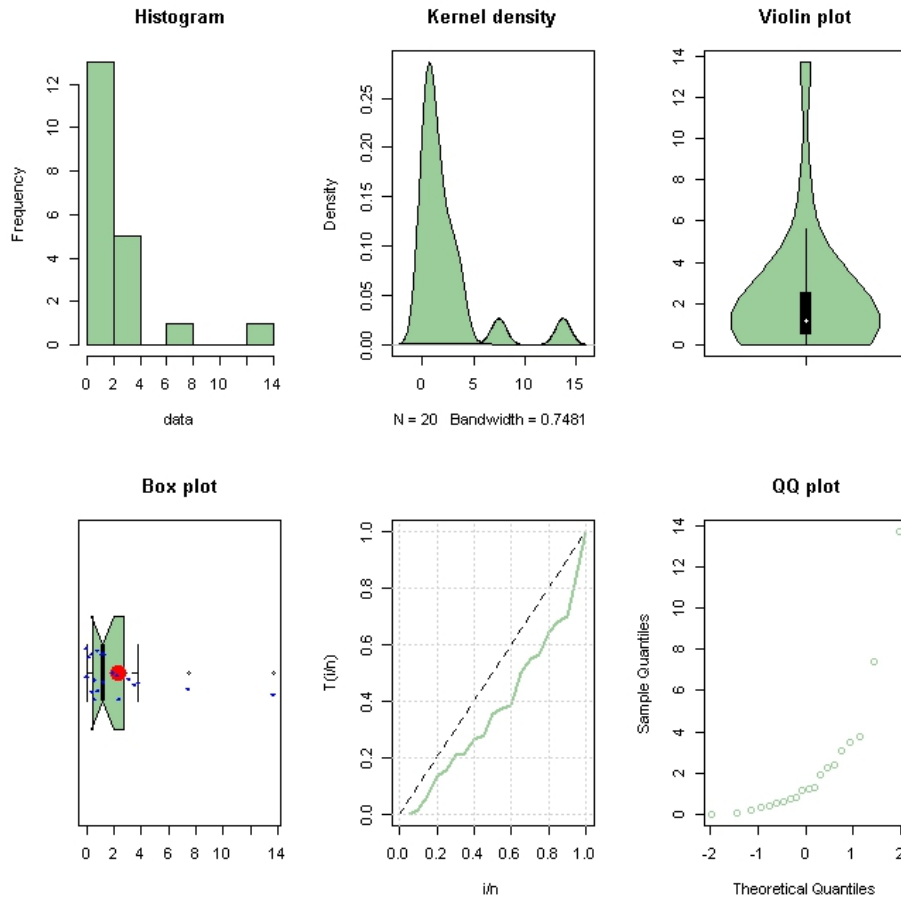 Histogram
Frequency
0 2 4 6 8 10 12
0 2 4 6 8 10 14
data
Kernel density
Density
0.00 0.05 0.10 0.15 0.20 0.25
0 5 10 15
N = 20 Bandwidth = 0.7481
Violin plot
0 2 4 6 8 10 12 14
Box plot
0 2 4 6 8 10 14
T(i/n)
0.0 0.2 0.4 0.6 0.8 1.0
0.0 0.2 0.4 0.6 0.8 1.0
i/n
QQ plot
Sample Quantiles
0 2 4 6 8 10 12 14
-2 -1 0 1 2
Theoretical Quantiles